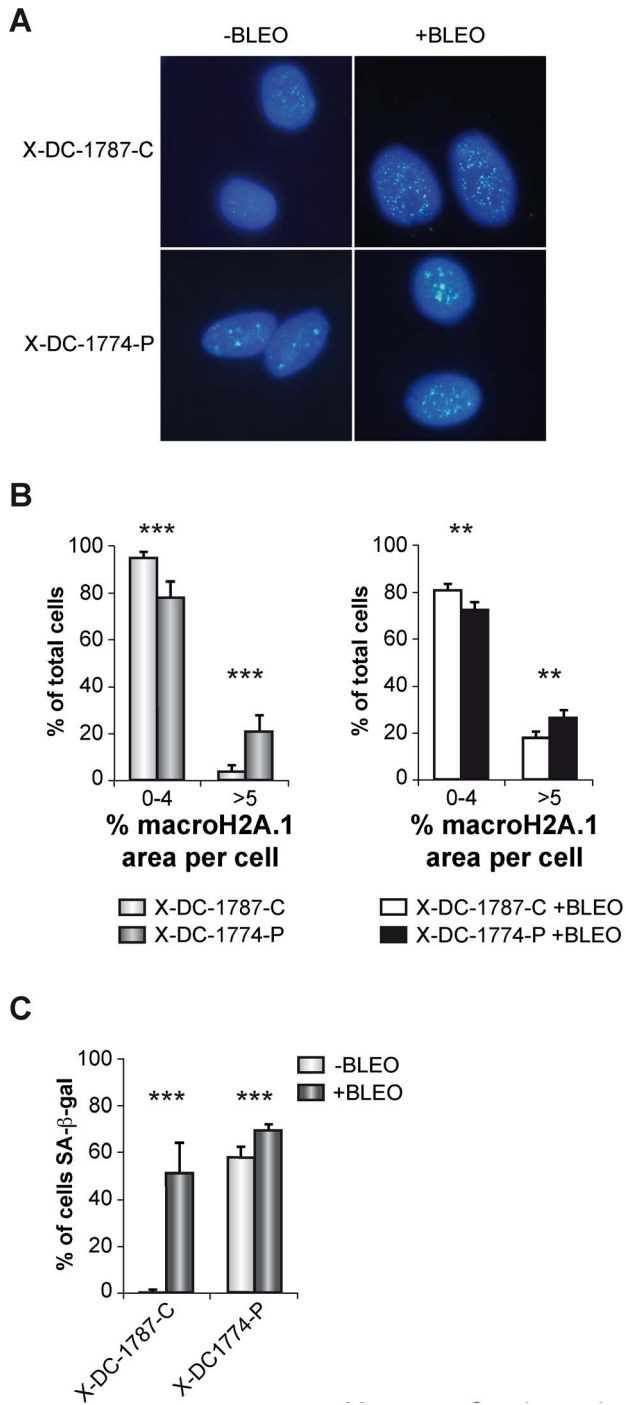 A
-BLEO +BLEO
X-DC-1787-C
X-DC-1774-P
B
*** **
100 100
80 80
60 60
*** **
40 40
20 20
0 0
% of total cells % of total cells
0-4 >5 0-4 >5
% macroH2A.1 % macroH2A.1
area per cell area per cell
X-DC-1787-C X-DC-1787-C +BLEO
X-DC-1774-P X-DC-1774-P +BLEO
C
100
-BLEO
+BLEO
*** ***
80
60
40
20
0
% of cells SA-β-gal
X-DC-1787-C X-DC1774-P